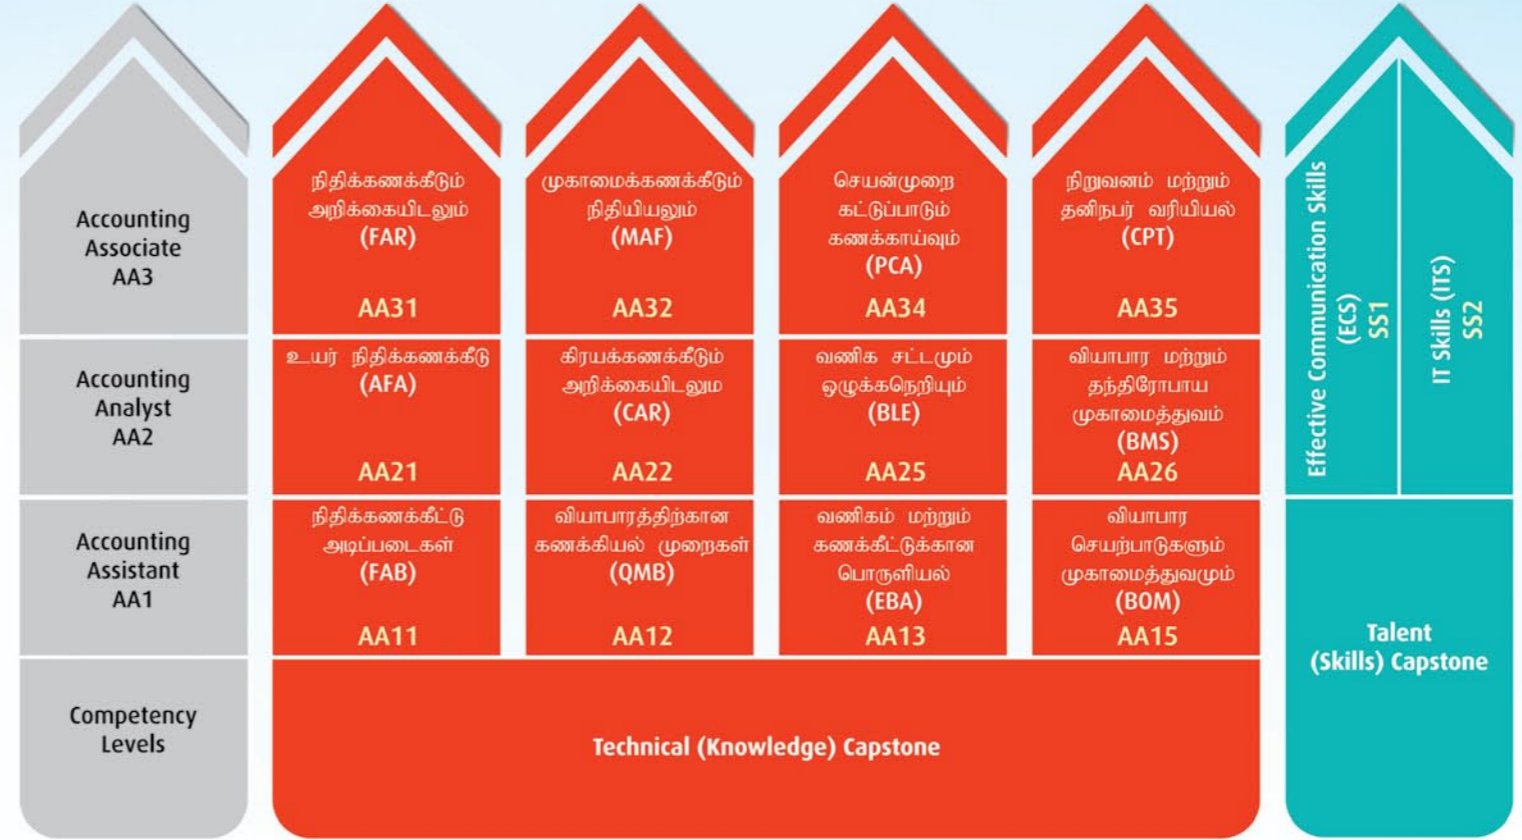 Accounting
Associate
AA3
நிதிக்கணக்கீடும்
அறிக்கையிடலும்
(FAR)
AA31
முகாமைக்கணக்கீடும்
நிதியியலும்
(MAF)
AA32
செயன்முறை
கட்டுப்பாடும்
கணக்காய்வும்
(PCA)
AA34
நிறுவனம் மற்றும்
தனிநபர் வரியியல்
(CPT)
AA35
Effective Communication Skills
(ECS)
SS1
IT Skills (ITS)
SS2
Accounting
Analyst
AA2
உயர் நிதிக்கணக்கீடு
(AFA)
AA21
கிரயக்கணக்கீடும்
அறிக்கையிடலும
(CAR)
AA22
வணிக சட்டமும்
ஒழுக்கநெறியும்
(BLE)
AA25
வியாபார மற்றும்
தந்திரோபாய
முகாமைத்துவம்
(BMS)
AA26
Accounting
Assistant
AA1
நிதிக்கணக்கீட்டு
அடிப்படைகள்
(FAB)
AA11
வியாபாரத்திற்கான
கணக்கியல் முறைகள்
(QMB)
AA12
வணிகம் மற்றும்
கணக்கீட்டுக்கான
பொருளியல்
(EBA)
AA13
வியாபார
செயற்பாடுகளும்
முகாமைத்துவமும்
(BOM)
AA15
Talent
(Skills) Capstone
Competency
Levels
Technical (Knowledge) Capstone